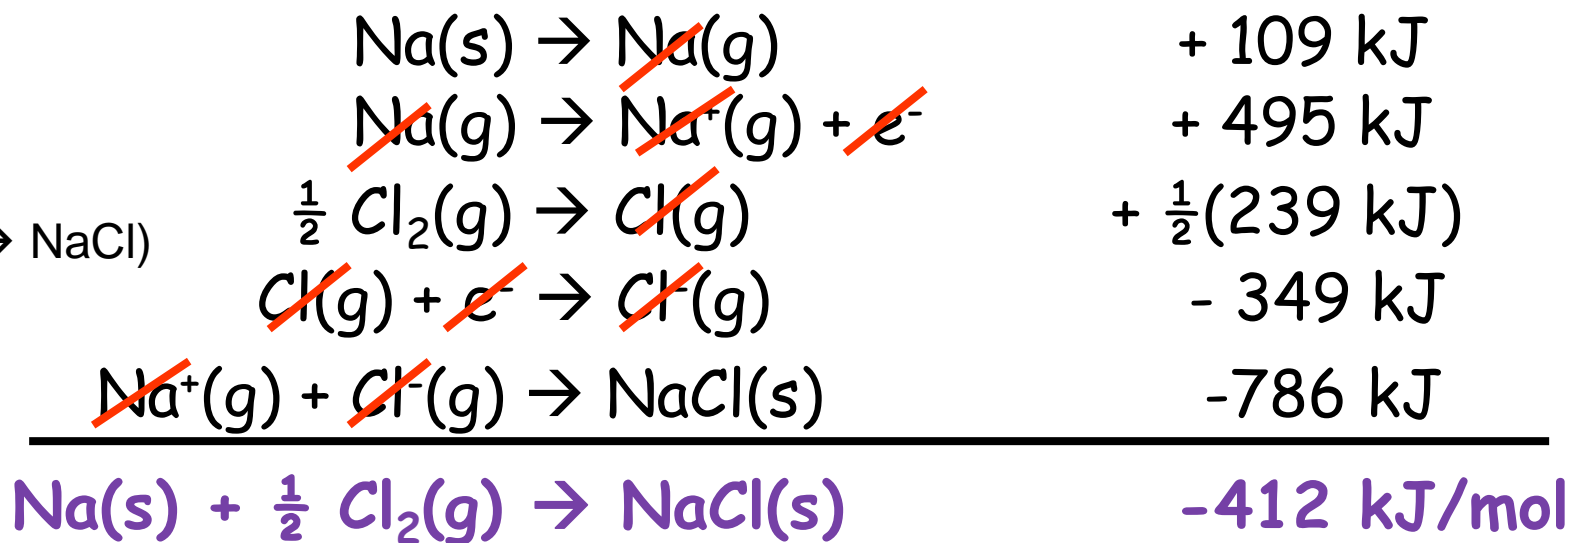 Na(s) → Na(g) + 109 kJ
Na(g) → Na⁺(g) + e⁻ + 495 kJ
½ Cl₂(g) → Cl(g) + ½(239 kJ)
→ NaCl)
Cl(g) + e⁻ → Cl⁻(g) - 349 kJ
Na⁺(g) + Cl⁻(g) → NaCl(s) -786 kJ
Na(s) + ½ Cl₂(g) → NaCl(s) -412 kJ/mol